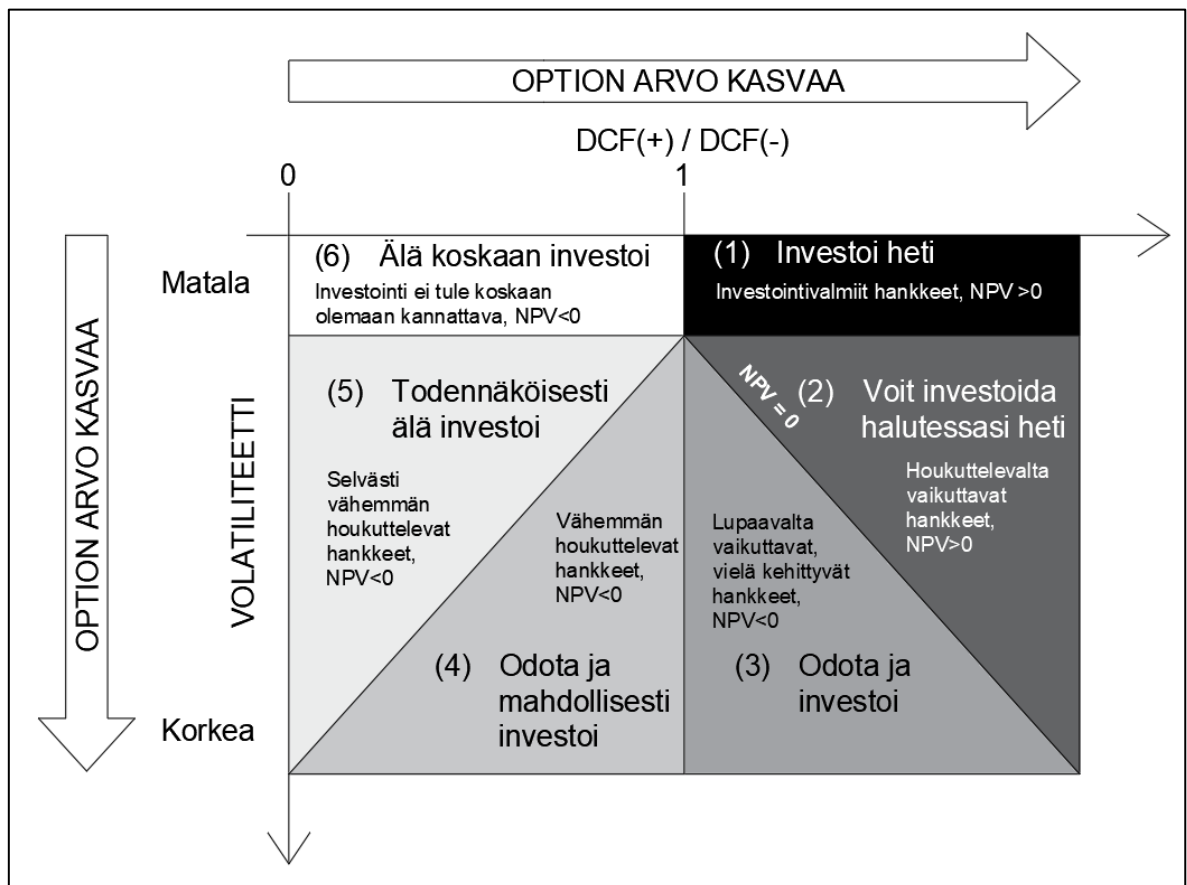 OPTION ARVO KASVAA
DCF(+) / DCF(-)
0
1
OPTION ARVO KASVAA
VOLATILITEETTI
Matala
Korkea
(6) Älä koskaan investoi
Investointi ei tule koskaan
olemaan kannattava, NPV<0
(1) Investoi heti
Investointivalmiit hankkeet, NPV >0
(5) Todennäköisesti
älä investoi
Selvästi
vähemmän
houkuttelevat
hankkeet,
NPV<0
NPV = 0
(2) Voit investoida
halutessasi heti
Houkuttelevalta
vaikuttavat
hankkeet,
NPV>0
Vähemmän
houkuttelevat
hankkeet,
NPV<0
(4) Odota ja
mahdollisesti
investoi
Lupaavalta
vaikuttavat,
vielä kehittyvät
hankkeet,
NPV<0
(3) Odota ja
investoi